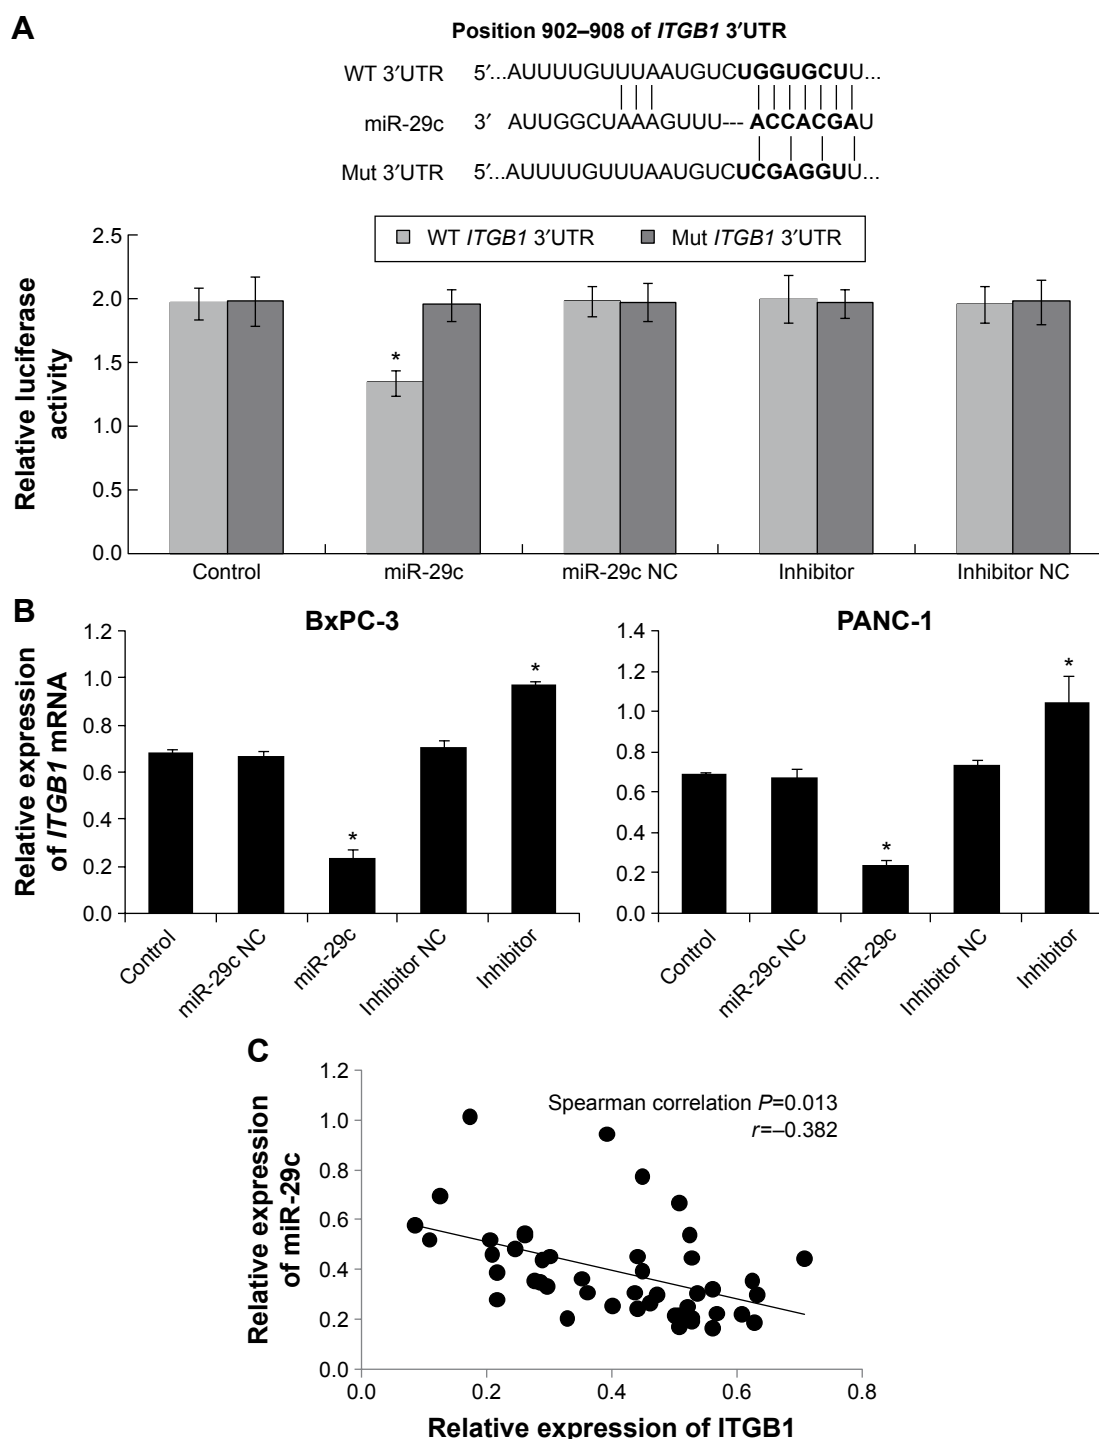 A
Position 902–908 of ITGB1 3′UTR
WT 3′UTR 5′...AUUUUGUUUAAUGUCUGGUGCUU...
miR-29c 3′ AUUGGCUAAAGUUU--- ACCACGAU
Mut 3′UTR 5′...AUUUUGUUUAAUGUCUCGAGGUU...
WT ITGB1 3′UTR Mut ITGB1 3′UTR
Relative luciferase
activity
2.5
2.0
1.5
1.0
0.5
0.0
*
Control miR-29c miR-29c NC Inhibitor Inhibitor NC
B
BxPC-3
Relative expression
of ITGB1 mRNA
1.2
1.0
0.8
0.6
0.4
0.2
0.0
*
*
Control miR-29c NC miR-29c Inhibitor NC Inhibitor
PANC-1
1.4
1.2
1.0
0.8
0.6
0.4
0.2
0.0
*
*
Control miR-29c NC miR-29c Inhibitor NC Inhibitor
C
Relative expression
of miR-29c
1.2
1.0
0.8
0.6
0.4
0.2
0.0
Spearman correlation P=0.013
r=–0.382
0.0 0.2 0.4 0.6 0.8
Relative expression of ITGB1